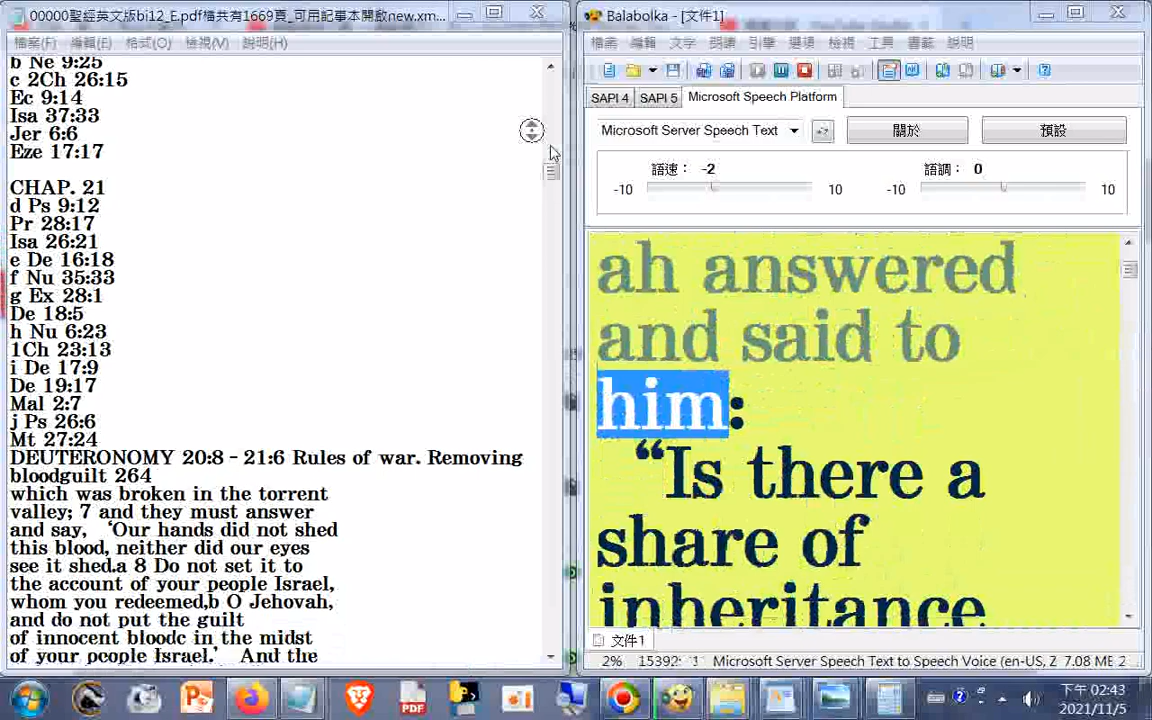 00000聖經英文版bi12_E.pdf檔共有1669頁_可用記事本開啟new.xm...
檔案(F) 編輯(E) 格式(O) 檢視(V) 說明(H)
b Ne 9:25
c 2Ch 26:15
Ec 9:14
Isa 37:33
Jer 6:6
Eze 17:17
CHAP. 21
d Ps 9:12
Pr 28:17
Isa 26:21
e De 16:18
f Nu 35:33
g Ex 28:1
De 18:5
h Nu 6:23
1Ch 23:13
i De 17:9
De 19:17
Mal 2:7
j Ps 26:6
Mt 27:24
DEUTERONOMY 20:8 – 21:6 Rules of war. Removing
bloodguilt 264
which was broken in the torrent
valley; 7 and they must answer
and say, ‘Our hands did not shed
this blood, neither did our eyes
see it shed.a 8 Do not set it to
the account of your people Israel,
whom you redeemed,b O Jehovah,
and do not put the guilt
of innocent bloodc in the midst
of your people Israel.’ And the
Balabolka - [文件1]
檔案 編輯 文字 朗讀 引擎 選項 檢視 工具 書籤 說明
SAPI 4 SAPI 5 Microsoft Speech Platform
Microsoft Server Speech Text 關於 預設
語速： -2 語調： 0
-10 10 -10 10
ah answered
and said to
him:
“Is there a
share of
inheritance
文件1
2% 15392: 1 Microsoft Server Speech Text to Speech Voice (en-US, Z 7.08 MB 2
下午 02:43
2021/11/5